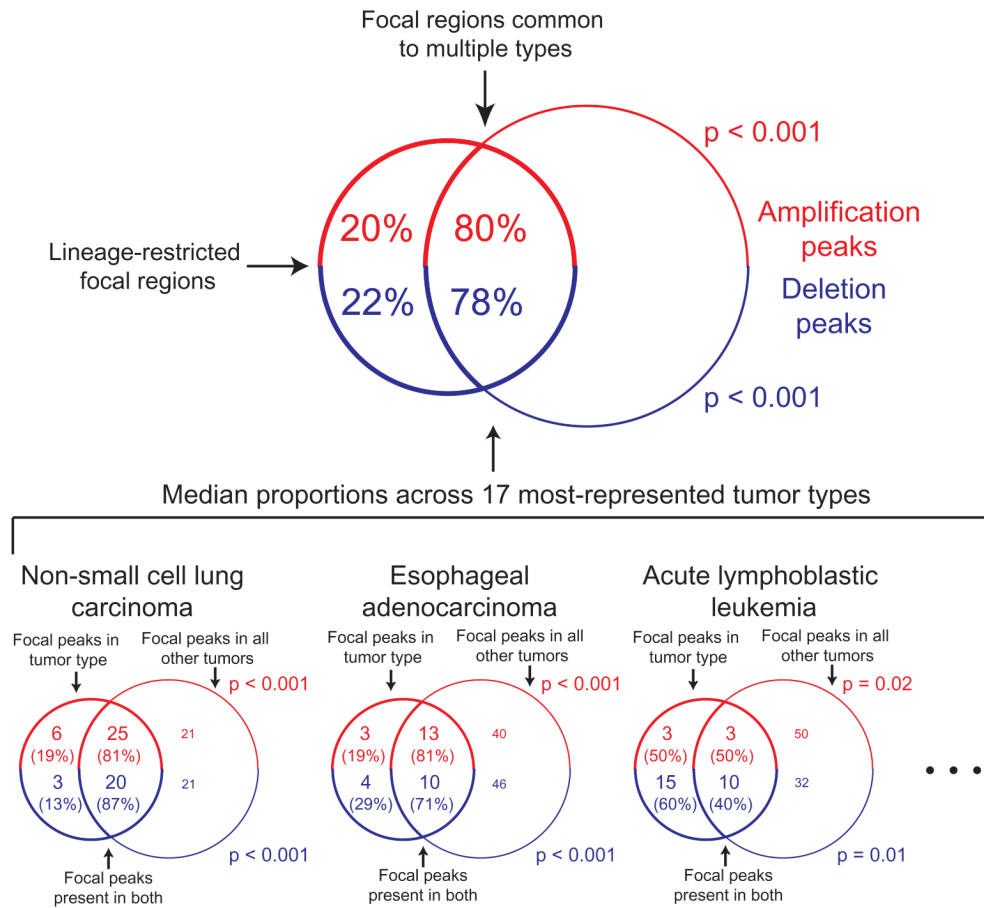 Focal regions common
to multiple types
p < 0.001
20%
80%
Amplification
peaks
Lineage-restricted
focal regions
22%
78%
Deletion
peaks
p < 0.001
Median proportions across 17 most-represented tumor types
Non-small cell lung
carcinoma
Focal peaks in
tumor type
Focal peaks in all
other tumors
p < 0.001
6
(19%)
25
(81%)
21
3
(13%)
20
(87%)
21
p < 0.001
Focal peaks
present in both
Esophageal
adenocarcinoma
Focal peaks in
tumor type
Focal peaks in all
other tumors
p < 0.001
3
(19%)
13
(81%)
40
4
(29%)
10
(71%)
46
p < 0.001
Focal peaks
present in both
Acute lymphoblastic
leukemia
Focal peaks in
tumor type
Focal peaks in all
other tumors
p = 0.02
3
(50%)
3
(50%)
50
15
(60%)
10
(40%)
32
p = 0.01
Focal peaks
present in both
• • •